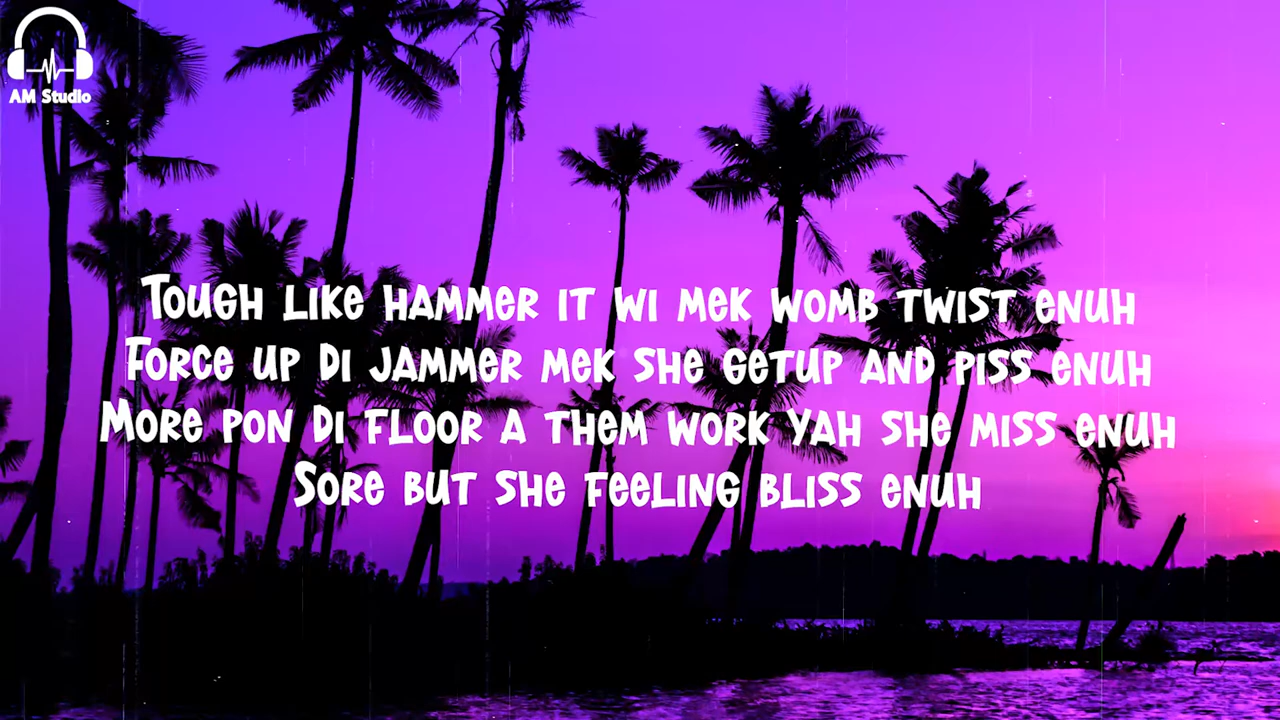 AM Studio
Tough like hammer it wi mek womb twist enuh
Force up di jammer mek she getup and piss enuh
More pon di floor a them work yah she miss enuh
Sore but she feeling bliss enuh